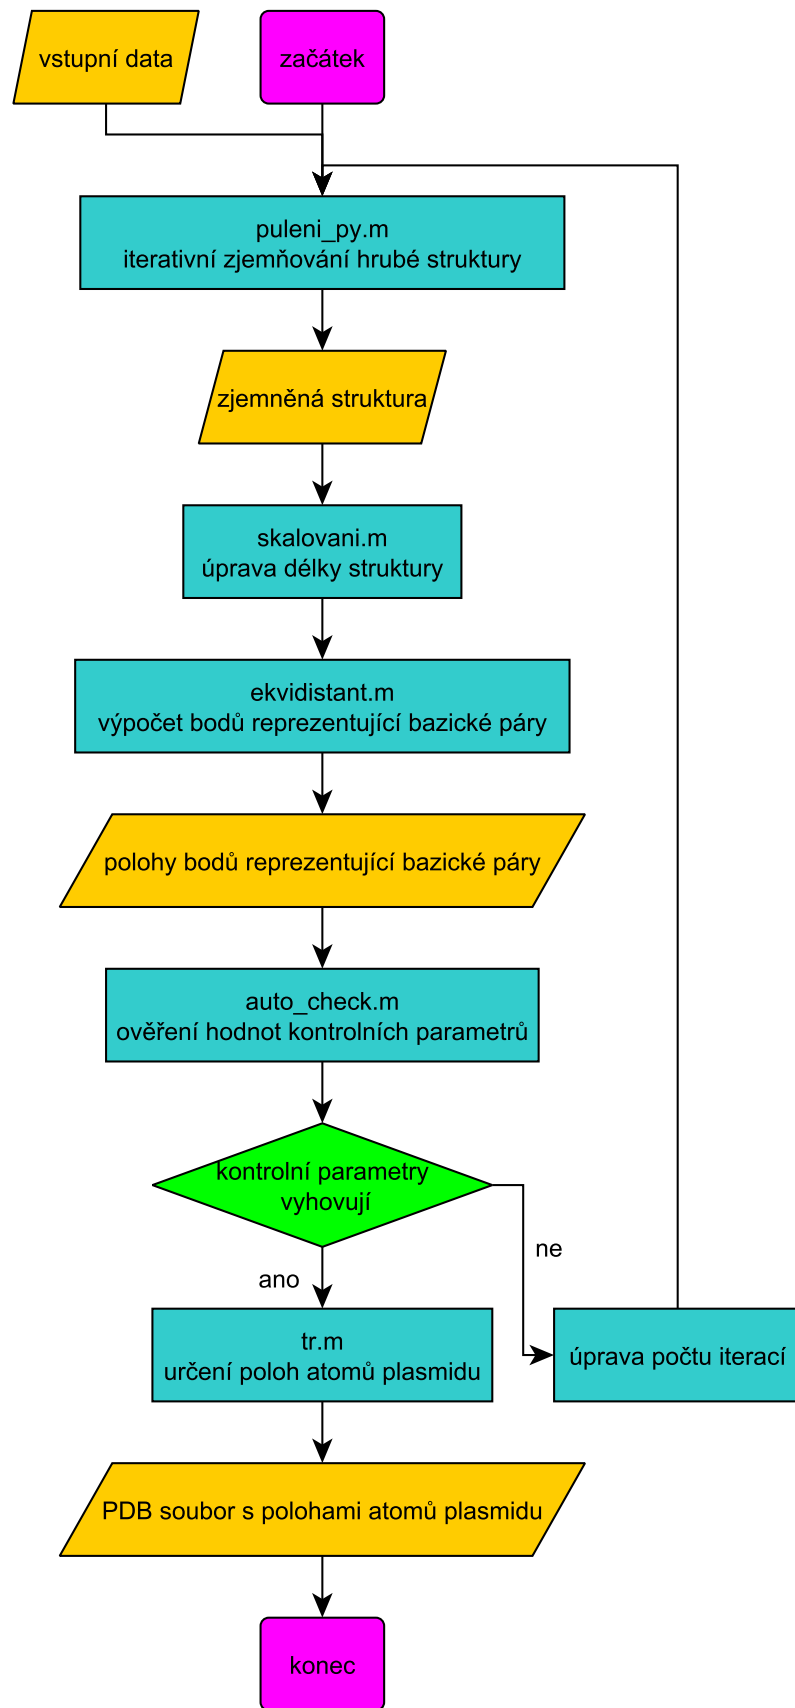 vstupní data
začátek
puleni_py.m
iterativní zjemňování hrubé struktury
zjemněná struktura
skalovani.m
úprava délky struktury
ekvidistant.m
výpočet bodů reprezentující bazické páry
polohy bodů reprezentující bazické páry
auto_check.m
ověření hodnot kontrolních parametrů
kontrolní parametry
vyhovují
ne
ano
tr.m
určení poloh atomů plasmidu
úprava počtu iterací
PDB soubor s polohami atomů plasmidu
konec